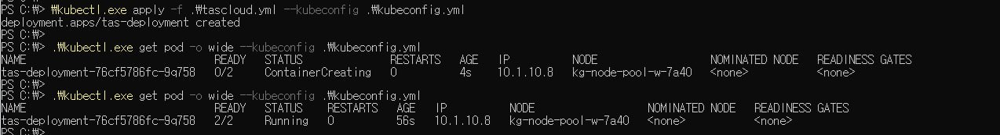 PS C:₩> ₩kubectl.exe apply -f .₩tascloud.yml --kubeconfig .₩kubeconfig.yml
deployment.apps/tas-deployment created
PS C:₩>
PS C:₩> .₩kubectl.exe get pod -o wide --kubeconfig .₩kubeconfig.yml
NAME READY STATUS RESTARTS AGE IP NODE NOMINATED NODE READINESS GATES
tas-deployment-76cf5786fc-9q758 0/2 ContainerCreating 0 4s 10.1.10.8 kg-node-pool-w-7a40 <none> <none>
PS C:₩>
PS C:₩> .₩kubectl.exe get pod -o wide --kubeconfig .₩kubeconfig.yml
NAME READY STATUS RESTARTS AGE IP NODE NOMINATED NODE READINESS GATES
tas-deployment-76cf5786fc-9q758 2/2 Running 0 56s 10.1.10.8 kg-node-pool-w-7a40 <none> <none>
PS C:₩>